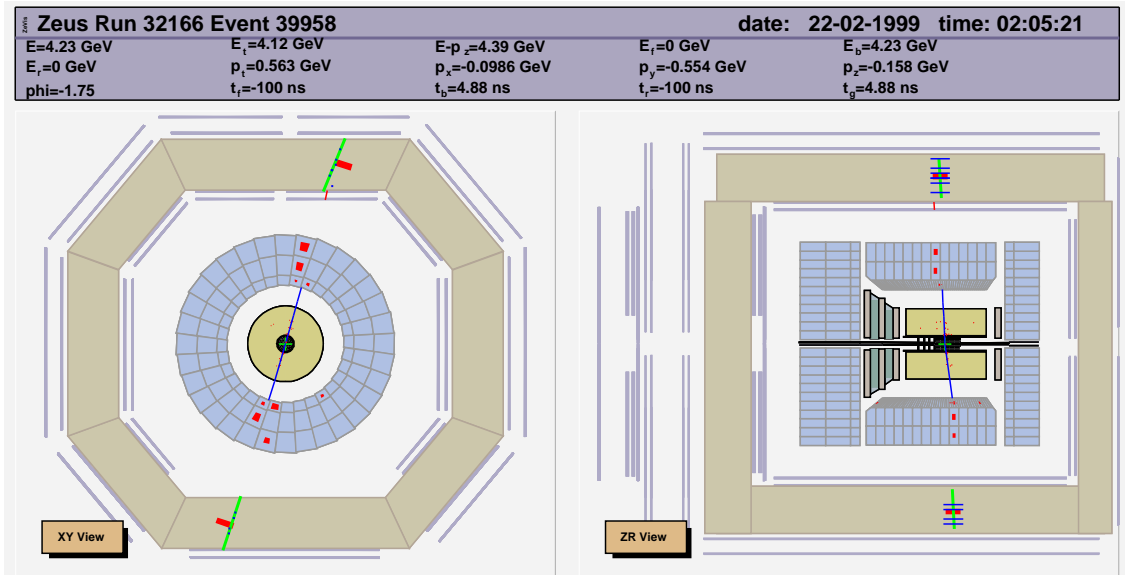 ZeVis Zeus Run 32166 Event 39958 date: 22-02-1999 time: 02:05:21
E=4.23 GeV Et=4.12 GeV E-pz=4.39 GeV Ef=0 GeV Eb=4.23 GeV
Er=0 GeV pt=0.563 GeV px=-0.0986 GeV py=-0.554 GeV pz=-0.158 GeV
phi=-1.75 tf=-100 ns tb=4.88 ns tr=-100 ns tg=4.88 ns
XY View ZR View